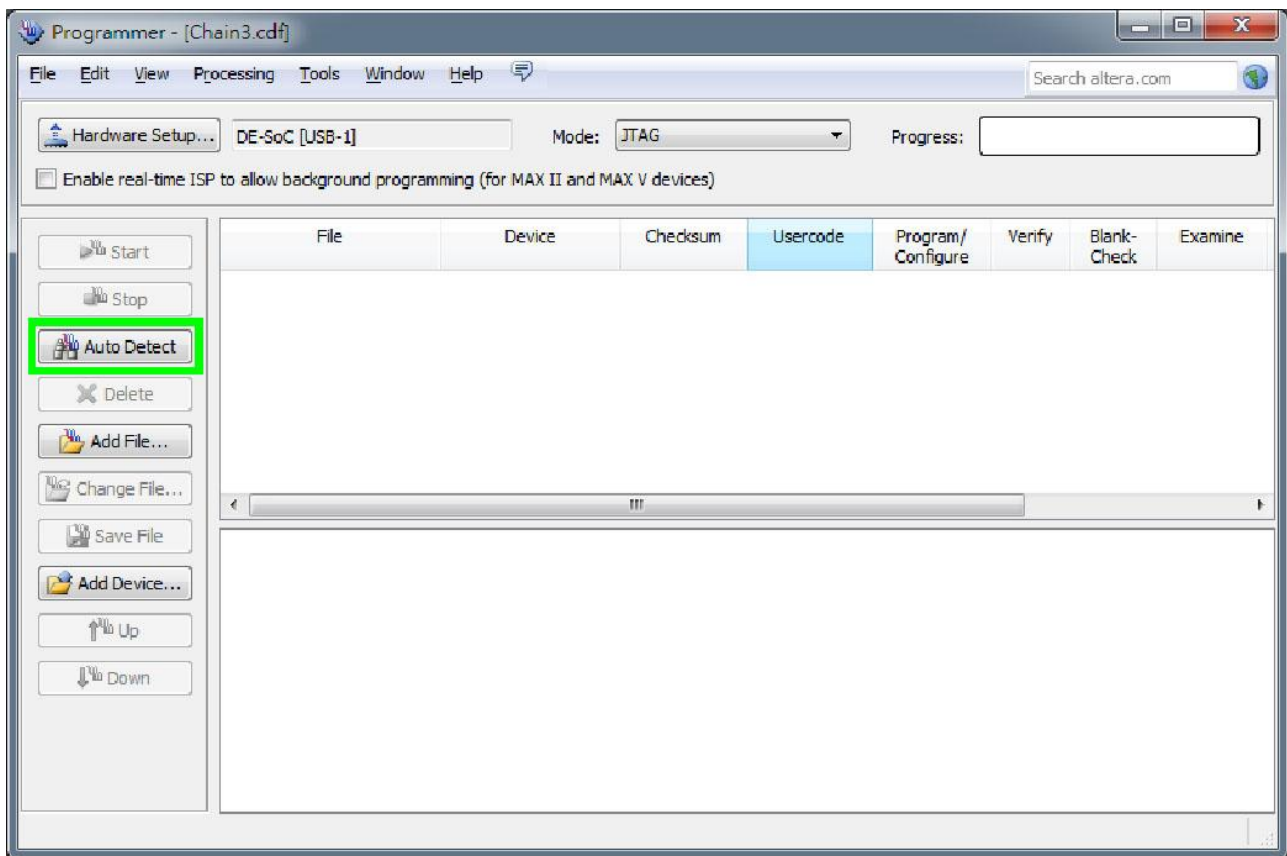 Programmer - [Chain3.cdf]
File Edit View Processing Tools Window Help
Search altera.com
Hardware Setup... DE-SoC [USB-1] Mode: JTAG Progress:
Enable real-time ISP to allow background programming (for MAX II and MAX V devices)
File Device Checksum Usercode Program/ Verify Blank- Examine
Configure Check
Start
Stop
Auto Detect
Delete
Add File...
Change File...
Save File
Add Device...
Up
Down